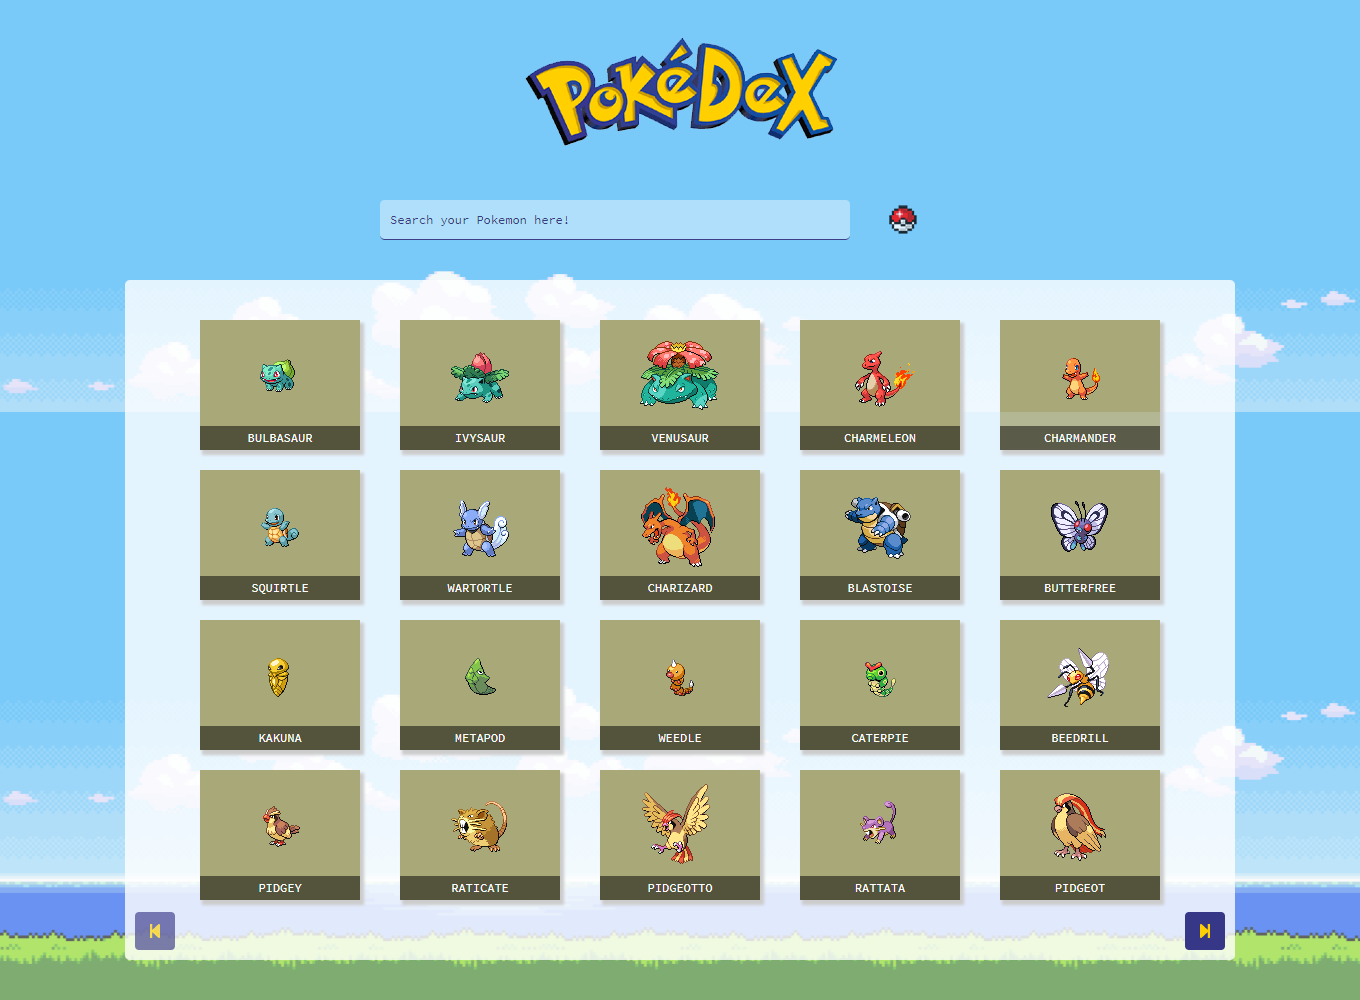 PoKéDeX
Search your Pokemon here!
BULBASAUR
IVYSAUR
VENUSAUR
CHARMELEON
CHARMANDER
SQUIRTLE
WARTORTLE
CHARIZARD
BLASTOISE
BUTTERFREE
KAKUNA
METAPOD
WEEDLE
CATERPIE
BEEDRILL
PIDGEY
RATICATE
PIDGEOTTO
RATTATA
PIDGEOT